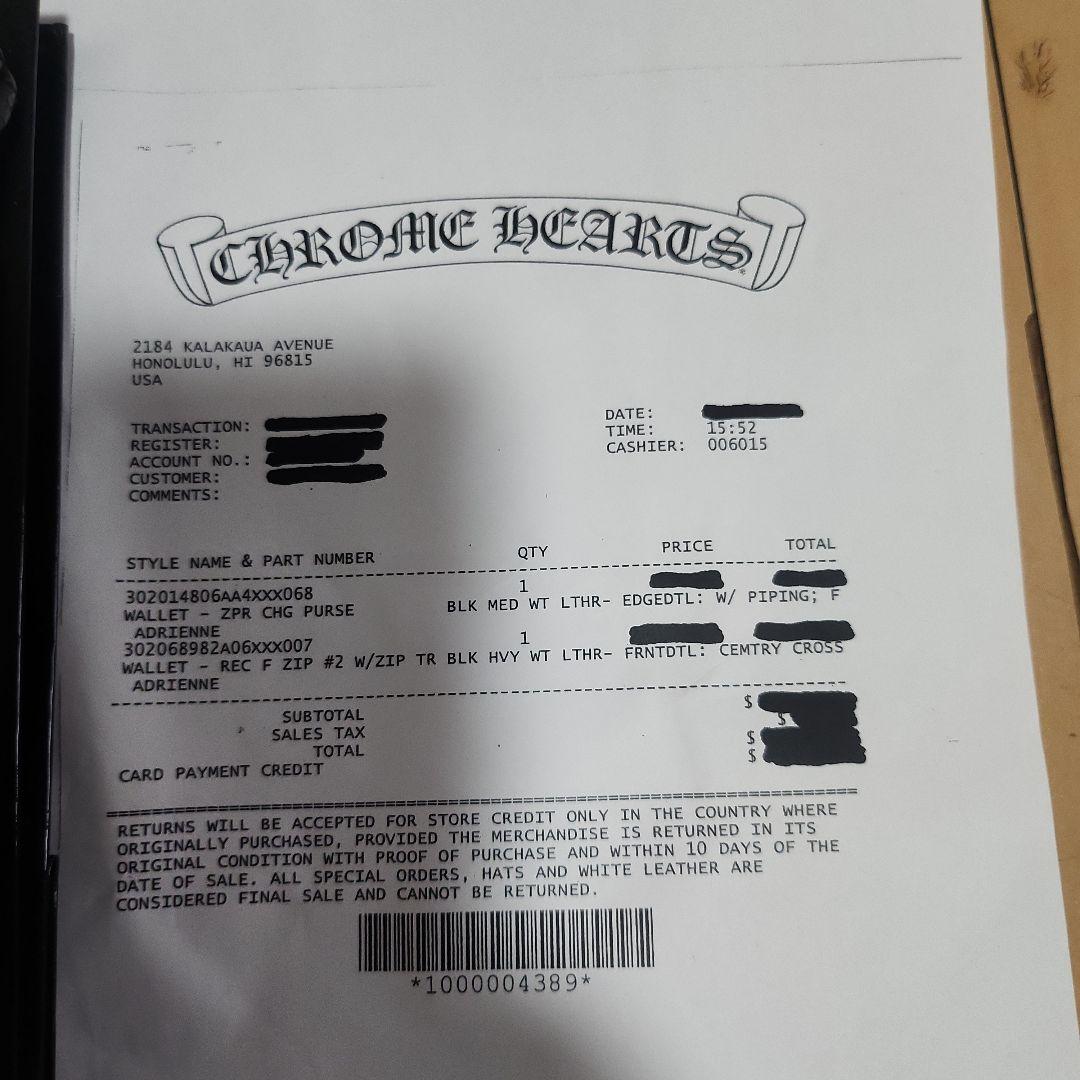 CHROME HEARTS
2184 KALAKAUA AVENUE
HONOLULU, HI 96815
USA
TRANSACTION:
REGISTER:
ACCOUNT NO.:
CUSTOMER:
COMMENTS:
DATE:
TIME: 15:52
CASHIER: 006015
STYLE NAME & PART NUMBER QTY PRICE TOTAL
302014806AA4XXX068 1
WALLET - ZPR CHG PURSE BLK MED WT LTHR- EDGEDTL: W/ PIPING; F
ADRIENNE
302068982A06XXX007 1
WALLET - REC F ZIP #2 W/ZIP TR BLK HVY WT LTHR- FRNTDTL: CEMTRY CROSS
ADRIENNE
SUBTOTAL $
SALES TAX $
TOTAL $
CARD PAYMENT CREDIT $
RETURNS WILL BE ACCEPTED FOR STORE CREDIT ONLY IN THE COUNTRY WHERE
ORIGINALLY PURCHASED, PROVIDED THE MERCHANDISE IS RETURNED IN ITS
ORIGINAL CONDITION WITH PROOF OF PURCHASE AND WITHIN 10 DAYS OF THE
DATE OF SALE. ALL SPECIAL ORDERS, HATS AND WHITE LEATHER ARE
CONSIDERED FINAL SALE AND CANNOT BE RETURNED.
*1000004389*